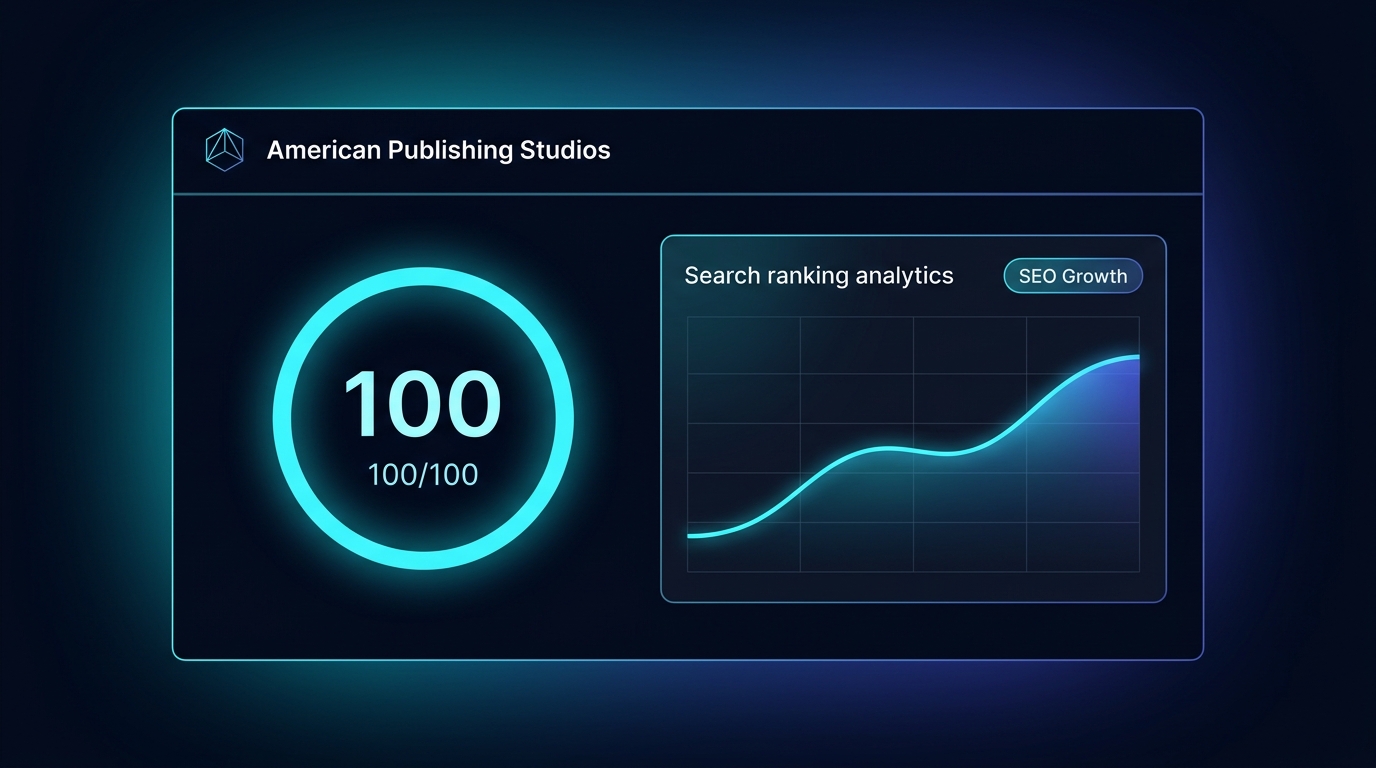 American Publishing Studios
100
100/100
Search ranking analytics
SEO Growth